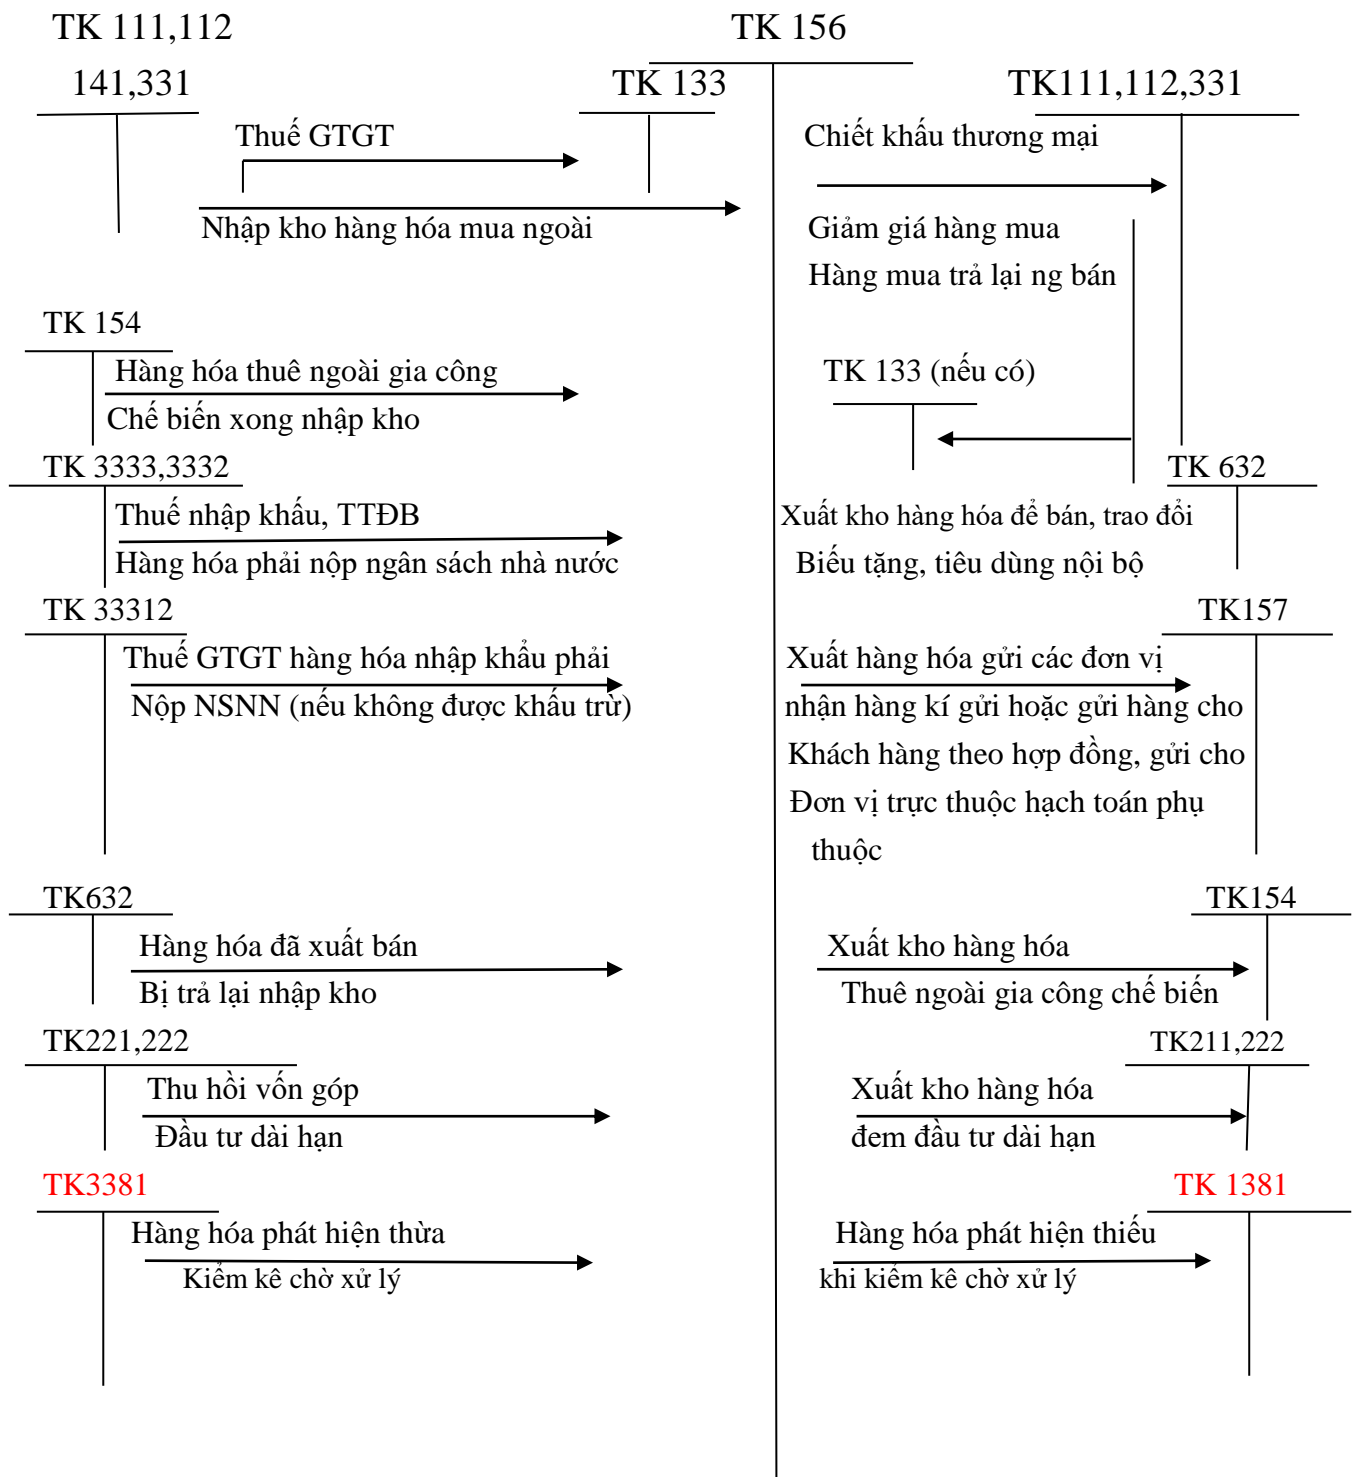 TK 111,112
TK 156
141,331
TK 133
TK111,112,331
Thuế GTGT
Chiết khấu thương mại
Nhập kho hàng hóa mua ngoài
Giảm giá hàng mua
Hàng mua trả lại ng bán
TK 154
Hàng hóa thuê ngoài gia công
TK 133 (nếu có)
Chế biến xong nhập kho
TK 3333,3332
TK 632
Thuế nhập khẩu, TTĐB
Xuất kho hàng hóa để bán, trao đổi
Hàng hóa phải nộp ngân sách nhà nước
Biếu tặng, tiêu dùng nội bộ
TK 33312
TK157
Thuế GTGT hàng hóa nhập khẩu phải
Xuất hàng hóa gửi các đơn vị
Nộp NSNN (nếu không được khấu trừ)
nhận hàng kí gửi hoặc gửi hàng cho
Khách hàng theo hợp đồng, gửi cho
Đơn vị trực thuộc hạch toán phụ
thuộc
TK632
TK154
Hàng hóa đã xuất bán
Xuất kho hàng hóa
Bị trả lại nhập kho
Thuê ngoài gia công chế biến
TK221,222
TK211,222
Thu hồi vốn góp
Xuất kho hàng hóa
Đầu tư dài hạn
đem đầu tư dài hạn
TK3381
TK 1381
Hàng hóa phát hiện thừa
Hàng hóa phát hiện thiếu
Kiểm kê chờ xử lý
khi kiểm kê chờ xử lý